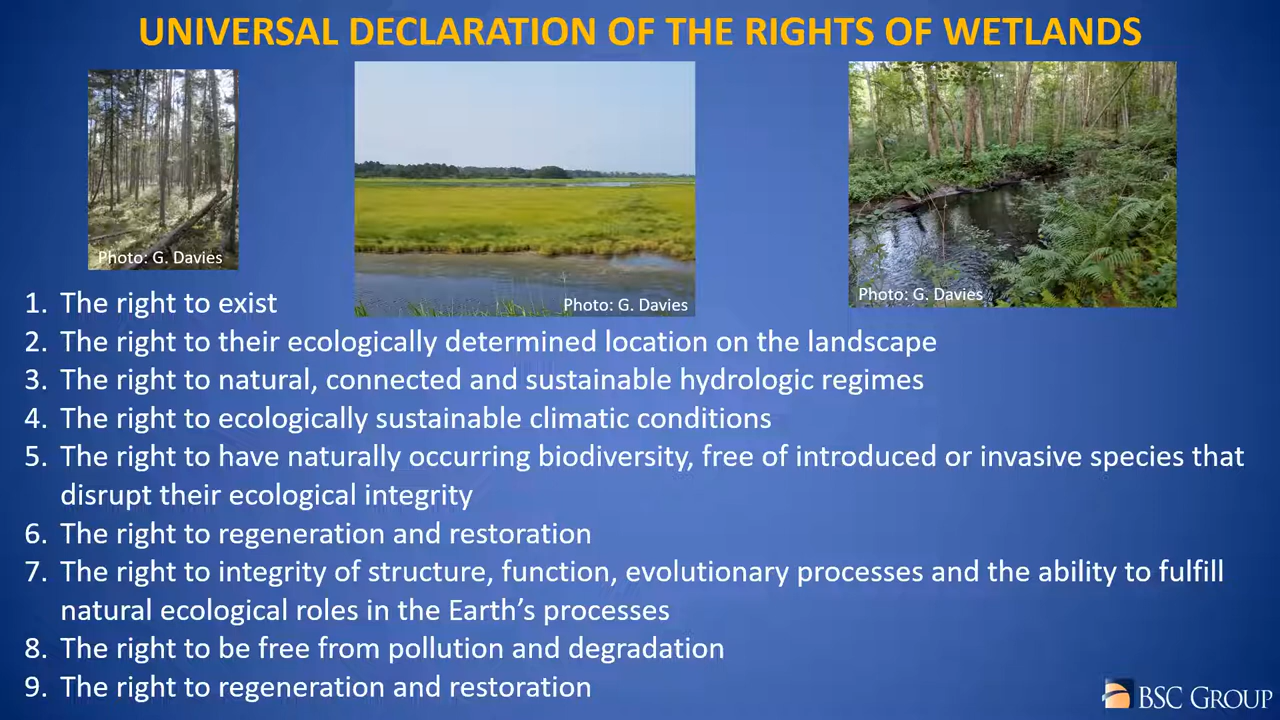 UNIVERSAL DECLARATION OF THE RIGHTS OF WETLANDS
Photo: G. Davies
Photo: G. Davies
Photo: G. Davies
1. The right to exist
2. The right to their ecologically determined location on the landscape
3. The right to natural, connected and sustainable hydrologic regimes
4. The right to ecologically sustainable climatic conditions
5. The right to have naturally occurring biodiversity, free of introduced or invasive species that
disrupt their ecological integrity
6. The right to regeneration and restoration
7. The right to integrity of structure, function, evolutionary processes and the ability to fulfill
natural ecological roles in the Earth’s processes
8. The right to be free from pollution and degradation
9. The right to regeneration and restoration
BSC GROUP